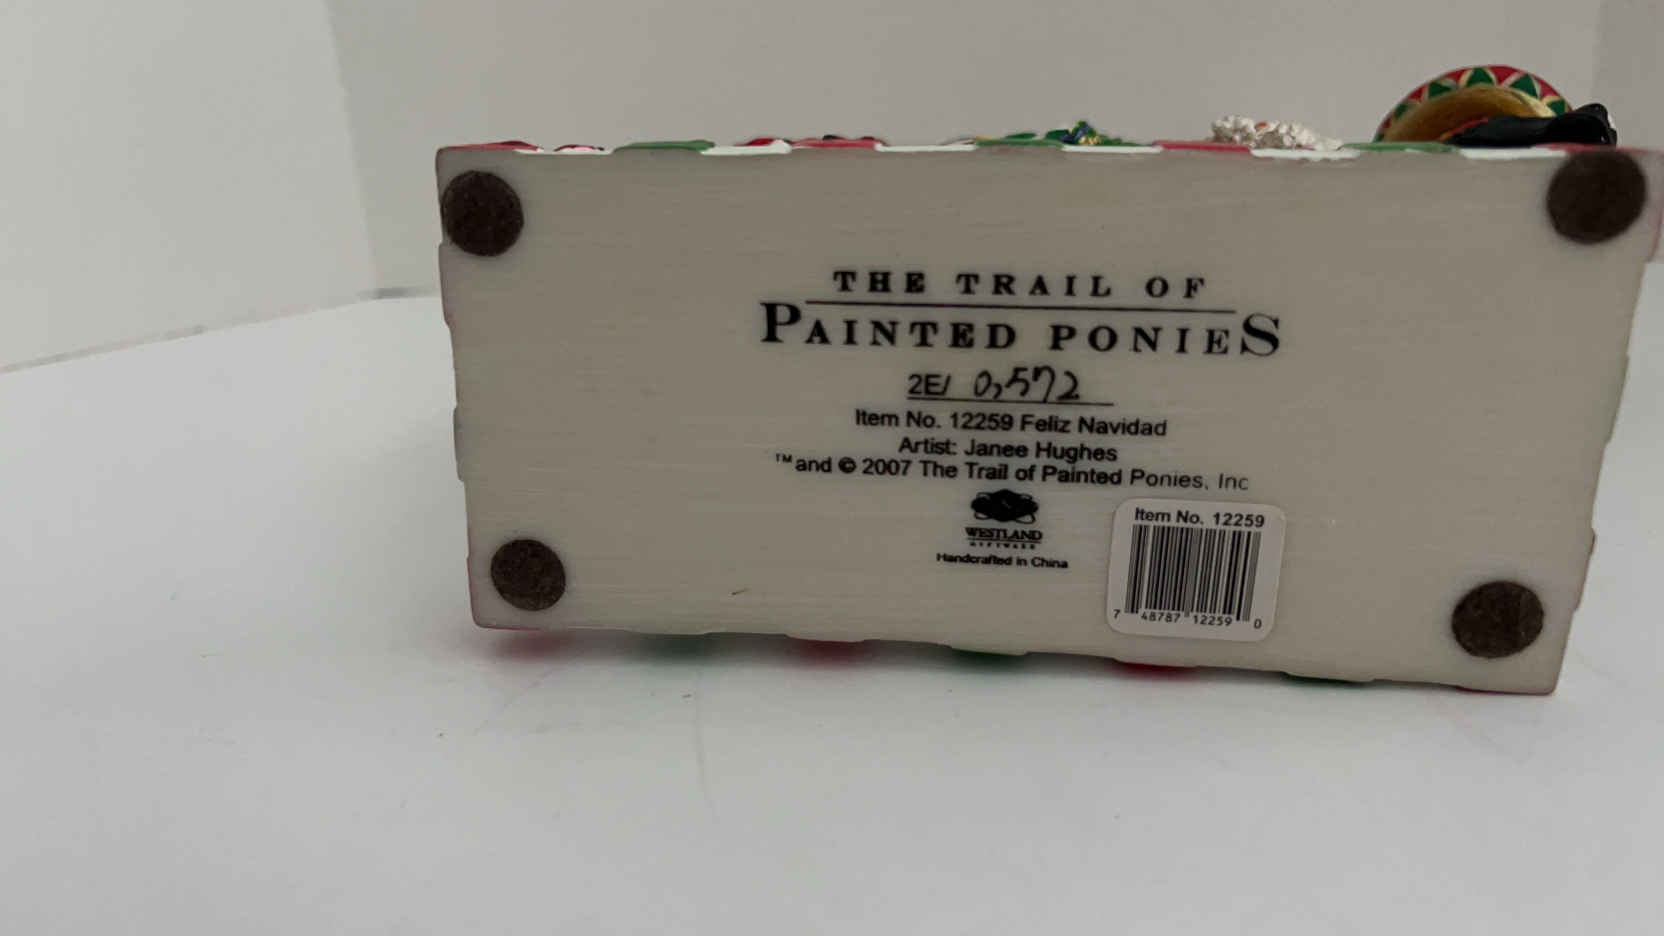 THE TRAIL OF
PAINTED PONIES
2E/ 0,572
Item No. 12259 Feliz Navidad
Artist: Janee Hughes
™ and © 2007 The Trail of Painted Ponies, Inc
WESTLAND
GIFTWARE
Handcrafted in China
Item No. 12259
7 48787 12259 0